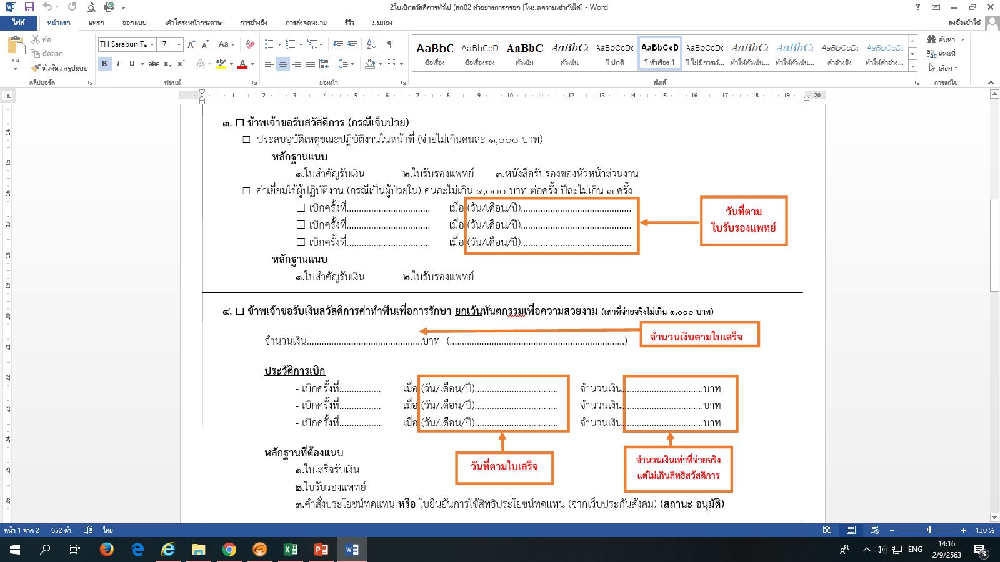 2ใบเบิกสวัสดิการทั่วไป (สก02 ตัวอย่างการกรอก [โหมดความเข้ากันได้] - Word
ไฟล์ หน้าแรก แทรก ออกแบบ เค้าโครงหน้ากระดาษ การอ้างอิง การส่งจดหมาย รีวิว มุมมอง ลงชื่อเข้าใช้
วาง ตัด คัดลอก ตัวคัดวางรูปแบบ
TH SarabunIT๙ 17
AaBbC AaBbCcD AaBbC AaBbCc AaBbCcDc AaBbCcD AaBbCcDc AaBbCc AaBbCc AaBbCcDc AaBbCcDc
ชื่อเรื่อง ชื่อเรื่องรอง ตัวเข้ม ตัวเน้น ¶ ปกติ ¶ หัวเรื่อง 1 ¶ ไม่มีการเว้... ทำให้ตัวเน้น... ทำให้ตัวเน้น... คำอ้างอิง ทำให้คำอ้าง...
ค้นหา แทนที่ เลือก
คลิปบอร์ด ฟอนต์ ย่อหน้า สไตล์ การแก้ไข
1 2 3 4 5 6 7 8 9 10 11 12 13 14 15 16 17 18 19 20
๓. ☐ ข้าพเจ้าขอรับสวัสดิการ (กรณีเจ็บป่วย)
☐ ประสบอุบัติเหตุขณะปฏิบัติงานในหน้าที่ (จ่ายไม่เกินคนละ ๑,๐๐๐ บาท)
หลักฐานแนบ
๑.ใบสำคัญรับเงิน ๒.ใบรับรองแพทย์ ๓.หนังสือรับรองของหัวหน้าส่วนงาน
☐ ค่าเยี่ยมไข้ผู้ปฏิบัติงาน (กรณีเป็นผู้ป่วยใน) คนละไม่เกิน ๑,๐๐๐ บาท ต่อครั้ง ปีละไม่เกิน ๓ ครั้ง
☐ เบิกครั้งที่.................................. เมื่อ (วัน/เดือน/ปี).............................................
☐ เบิกครั้งที่.................................. เมื่อ (วัน/เดือน/ปี).............................................
☐ เบิกครั้งที่.................................. เมื่อ (วัน/เดือน/ปี).............................................
วันที่ตาม
ใบรับรองแพทย์
หลักฐานแนบ
๑.ใบสำคัญรับเงิน ๒.ใบรับรองแพทย์
๔. ☐ ข้าพเจ้าขอรับเงินสวัสดิการค่าทำฟันเพื่อการรักษา ยกเว้นทันตกรรมเพื่อความสวยงาม (เท่าที่จ่ายจริงไม่เกิน ๑,๐๐๐ บาท)
จำนวนเงินตามใบเสร็จ
จำนวนเงิน...............................................บาท (.......................................................................)
ประวัติการเบิก
- เบิกครั้งที่................. เมื่อ (วัน/เดือน/ปี).................................. จำนวนเงิน.................................บาท
- เบิกครั้งที่................. เมื่อ (วัน/เดือน/ปี).................................. จำนวนเงิน.................................บาท
- เบิกครั้งที่................. เมื่อ (วัน/เดือน/ปี).................................. จำนวนเงิน.................................บาท
วันที่ตามใบเสร็จ
จำนวนเงินเท่าที่จ่ายจริง
แต่ไม่เกินสิทธิสวัสดิการ
หลักฐานที่ต้องแนบ
๑.ใบเสร็จรับเงิน
๒.ใบรับรองแพทย์
๓.คำสั่งประโยชน์ทดแทน หรือ ใบยืนยันการใช้สิทธิประโยชน์ทดแทน (จากเว็บประกันสังคม) (สถานะ อนุมัติ)
14 15 16 17 18 19 20 21 22 23 24 25 26
หน้า 1 จาก 2 652 คำ ไทย 130 %
ENG 14:16
2/9/2563 3